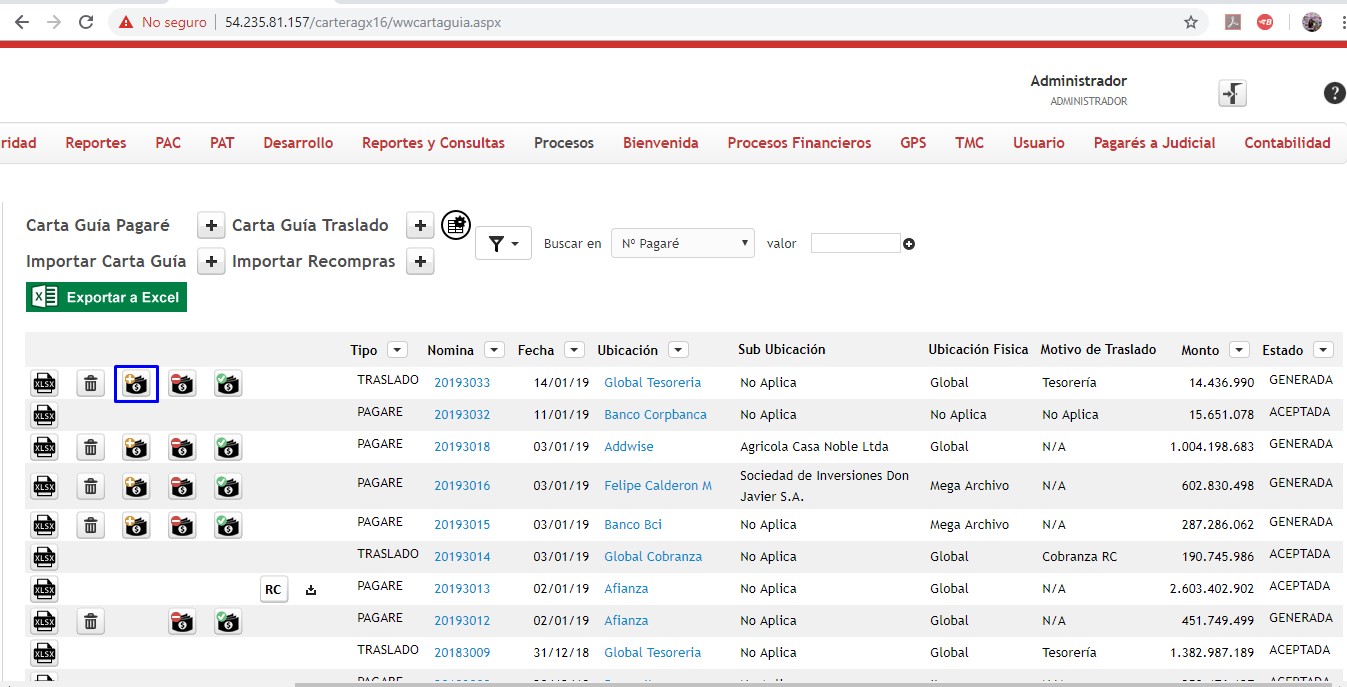 No seguro | 54.235.81.157/carteragx16/wwcartaguia.aspx
Administrador
ADMINISTRADOR
?
ridad Reportes PAC PAT Desarrollo Reportes y Consultas Procesos Bienvenida Procesos Financieros GPS TMC Usuario Pagarés a Judicial Contabilidad
Carta Guía Pagaré + Carta Guía Traslado +
Buscar en Nº Pagaré valor
Importar Carta Guía + Importar Recompras +
Exportar a Excel
Tipo Nomina Fecha Ubicación Sub Ubicación Ubicación Fisica Motivo de Traslado Monto Estado
XLSX TRASLADO 20193033 14/01/19 Global Tesoreria No Aplica Global Tesorería 14.436.990 GENERADA
XLSX PAGARE 20193032 11/01/19 Banco Corpbanca No Aplica No Aplica No Aplica 15.651.078 ACEPTADA
XLSX PAGARE 20193018 03/01/19 Addwise Agricola Casa Noble Ltda Global N/A 1.004.198.683 GENERADA
XLSX PAGARE 20193016 03/01/19 Felipe Calderon M Sociedad de Inversiones Don Javier S.A. Mega Archivo N/A 602.830.498 GENERADA
XLSX PAGARE 20193015 03/01/19 Banco Bci No Aplica Mega Archivo N/A 287.286.062 GENERADA
XLSX TRASLADO 20193014 03/01/19 Global Cobranza No Aplica Global Cobranza RC 190.745.986 ACEPTADA
XLSX RC PAGARE 20193013 02/01/19 Afianza No Aplica Global N/A 2.603.402.902 ACEPTADA
XLSX PAGARE 20193012 02/01/19 Afianza No Aplica Global N/A 451.749.499 GENERADA
XLSX TRASLADO 20183009 31/12/18 Global Tesoreria No Aplica Global Tesorería 1.382.987.189 ACEPTADA
PAGARE ACEPTADA